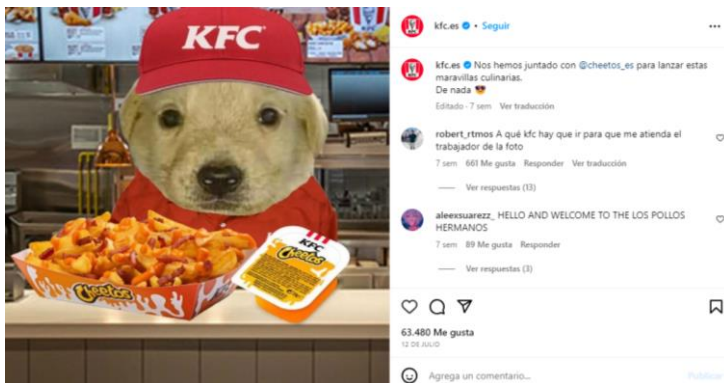 KFC
Cheetos
KFC
Cheetos
kfc.es • Seguir
kfc.es Nos hemos juntado con @cheetos_es para lanzar estas
maravillas culinarias.
De nada 😎
Editado · 7 sem Ver traducción
robert_rtmos A qué kfc hay que ir para que me atienda el
trabajador de la foto
7 sem 661 Me gusta Responder Ver traducción
Ver respuestas (13)
aleexsuarezz_ HELLO AND WELCOME TO THE LOS POLLOS
HERMANOS
7 sem 89 Me gusta Responder
Ver respuestas (3)
63.480 Me gusta
12 DE JULIO
Agrega un comentario...
Publicar